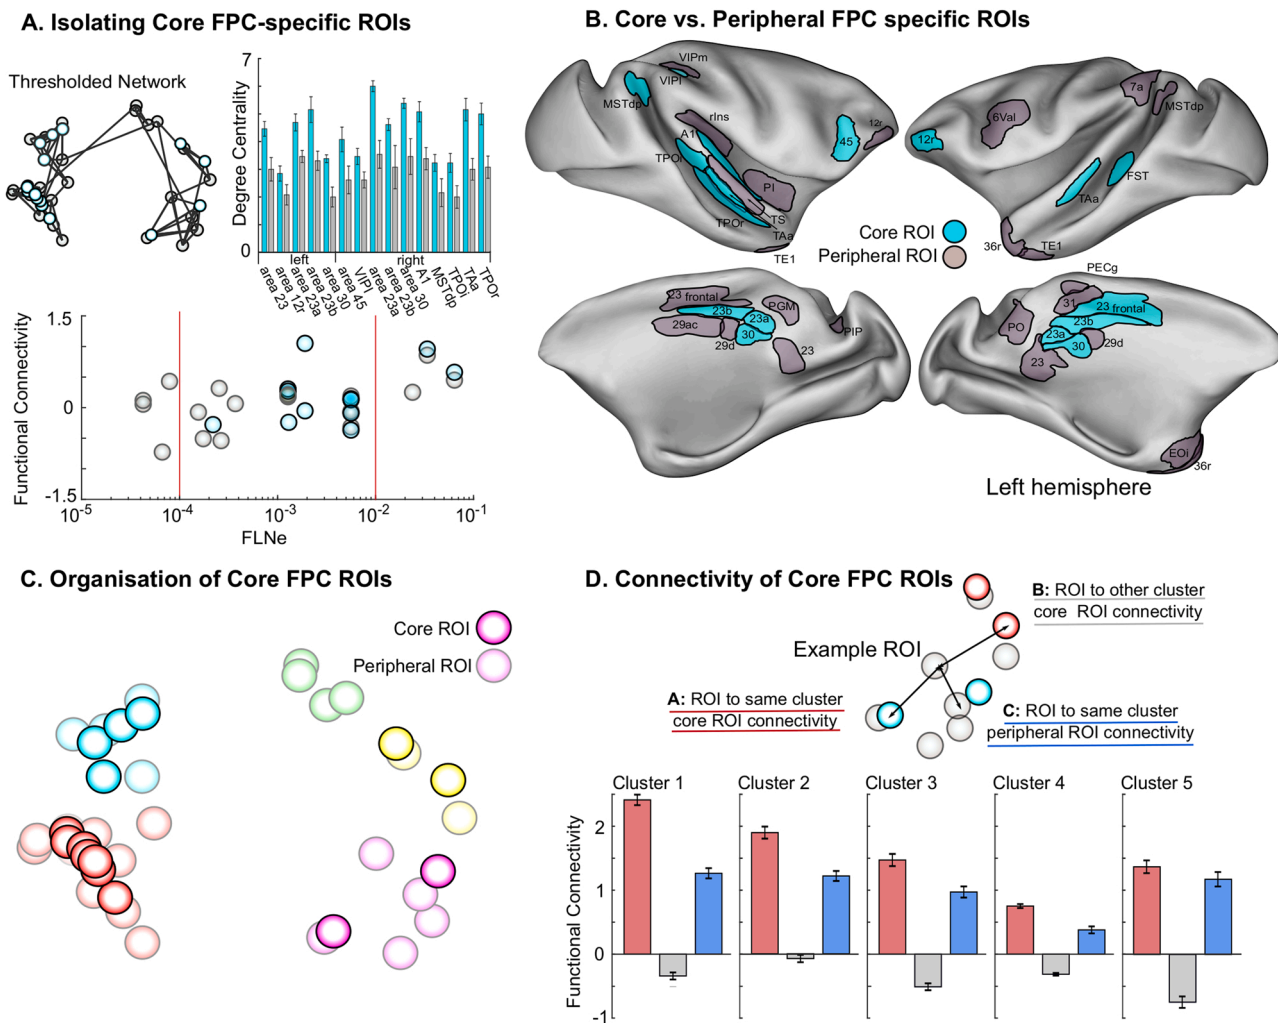 A. Isolating Core FPC-specific ROIs
Thresholded Network
7
Degree Centrality
0
left
right
area 23
area 12r
area 23a
area 23b
area 30
area 45
VIPl
area 23a
area 23b
area 30
A1
MSTdp
TPOi
TAa
TPOr
1.5
Functional Connectivity
0
-1.5
10-5
10-4
10-3
10-2
10-1
FLNe
B. Core vs. Peripheral FPC specific ROIs
VIPm
VIPl
MSTdp
rIns
A1
TPOi
12r
45
PI
TS
TPOr
TAa
TE1
7a
MSTdp
6Val
12r
FST
TAa
36r
TE1
Core ROI
Peripheral ROI
23 frontal
23b
23a
PGM
29ac
30
29d
PIP
23
PECg
31
23 frontal
23b
PO
23a
30
29d
23
EOi
36r
Left hemisphere
C. Organisation of Core FPC ROIs
Core ROI
Peripheral ROI
D. Connectivity of Core FPC ROIs
B: ROI to other cluster
core ROI connectivity
Example ROI
A: ROI to same cluster
core ROI connectivity
C: ROI to same cluster
peripheral ROI connectivity
Cluster 1
Cluster 2
Cluster 3
Cluster 4
Cluster 5
Functional Connectivity
2
1
0
-1